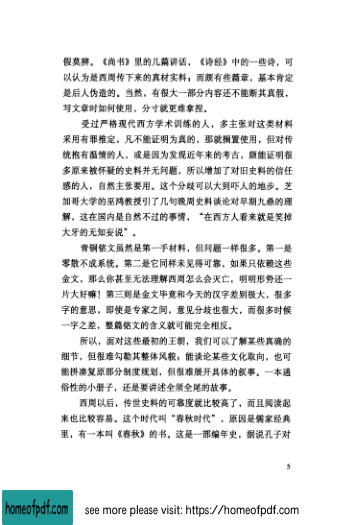 假莫辨。《尚书》里的几篇讲话，《诗经》中的一些诗，可
以认为是西周传下来的真材实料；而颇有些篇章，基本肯定
是后人伪造的。当然，有很大一部分内容还不能断其真假，
写文章时如何使用，分寸就更难拿捏。
受过严格现代西方学术训练的人，多主张对这类材料
采用有罪推定，凡不能证明为真的，那就搁置使用，但对传
统抱有温情的人，或是因为发现近年来的考古，颇能证明很
多原来被怀疑的史料并无问题，所以增加了对旧史料的信任
感的人，自然主张要用。这个分歧可以大到吓人的地步。芝
加哥大学的巫鸿教授引了几句晚周史料谈论对早期九鼎的理
解，这在国内是自然不过的事情，“在西方人看来就是笑掉
大牙的无知妄说”。
青铜铭文虽然是第一手材料，但问题一样很多。第一是
零散不成系统。第二是它同样未见得可靠，如果只依赖这些
金文，那么你甚至无法理解西周怎么会灭亡，明明形势还一
片大好嘛！第三则是金文毕竟和今天的汉字差别极大，很多
字的意思，即使是专家之间，意见分歧也很大，而很多时候
一字之差，整篇铭文的含义就可能完全相反。
所以，面对这些最初的王朝，我们可以了解某些真确的
细节，但很难勾勒其整体风貌；能谈论某些文化取向，也可
能拼凑复原部分制度规划，但很难展开具体的叙事。一本通
俗性的小册子，还是要讲述全须全尾的故事。
西周以后，传世史料的可靠度就比较高了，而且阅读起
来也比较容易。这个时代叫“春秋时代”，原因是儒家经典
里，有一本叫《春秋》的书。这是一部编年史，据说孔子对
5
homeofpdf.com
see more please visit: https://homeofpdf.com